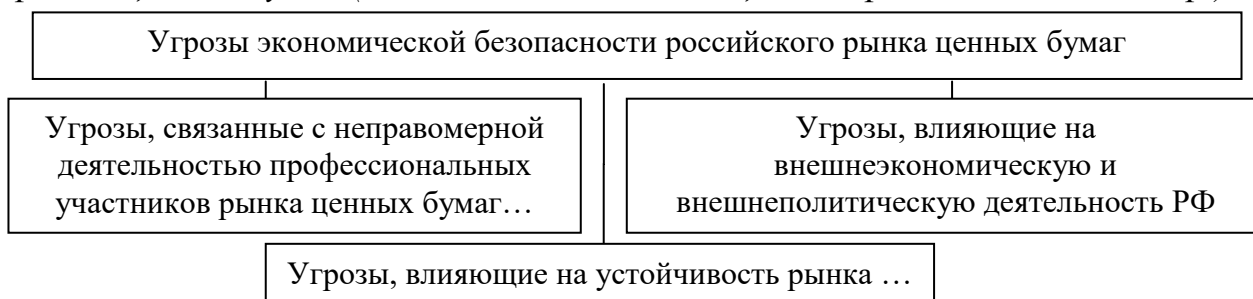 Угрозы экономической безопасности российского рынка ценных бумаг
Угрозы, связанные с неправомерной
деятельностью профессиональных
участников рынка ценных бумаг…
Угрозы, влияющие на
внешнеэкономическую и
внешнеполитическую деятельность РФ
Угрозы, влияющие на устойчивость рынка …